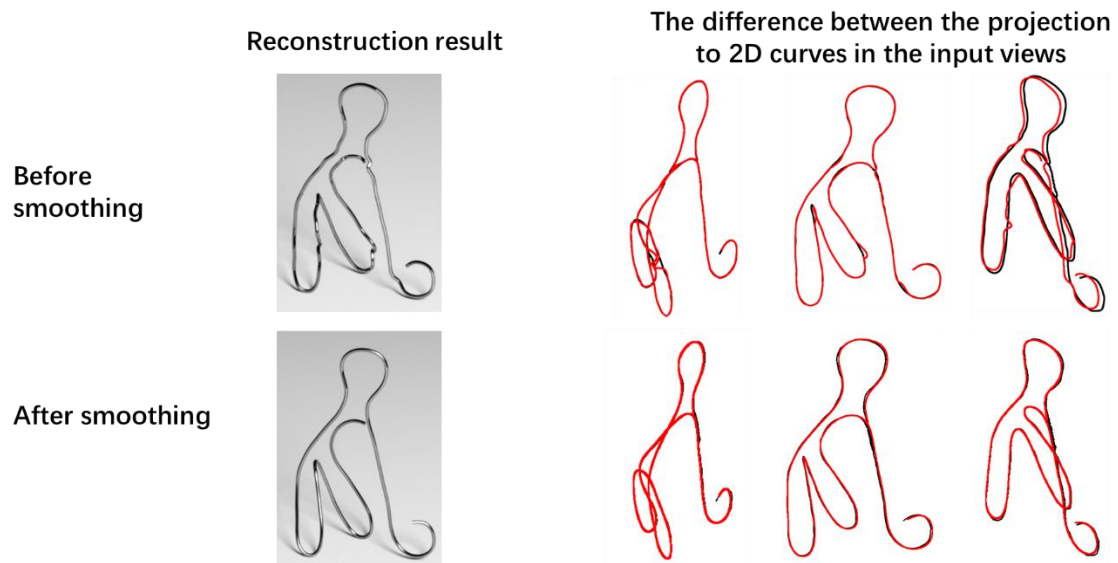 Reconstruction result
The difference between the projection
to 2D curves in the input views
Before
smoothing
After smoothing